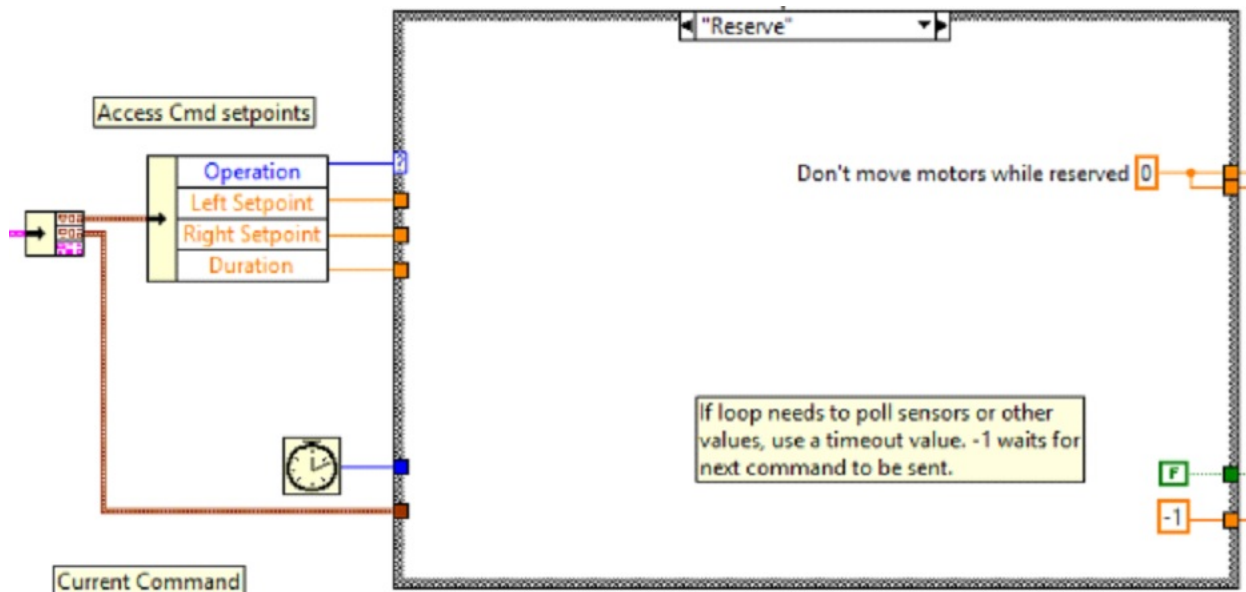 "Reserve"
Access Cmd setpoints
Operation
Left Setpoint
Right Setpoint
Duration
Don't move motors while reserved 0
If loop needs to poll sensors or other
values, use a timeout value. -1 waits for
next command to be sent.
F
-1
Current Command